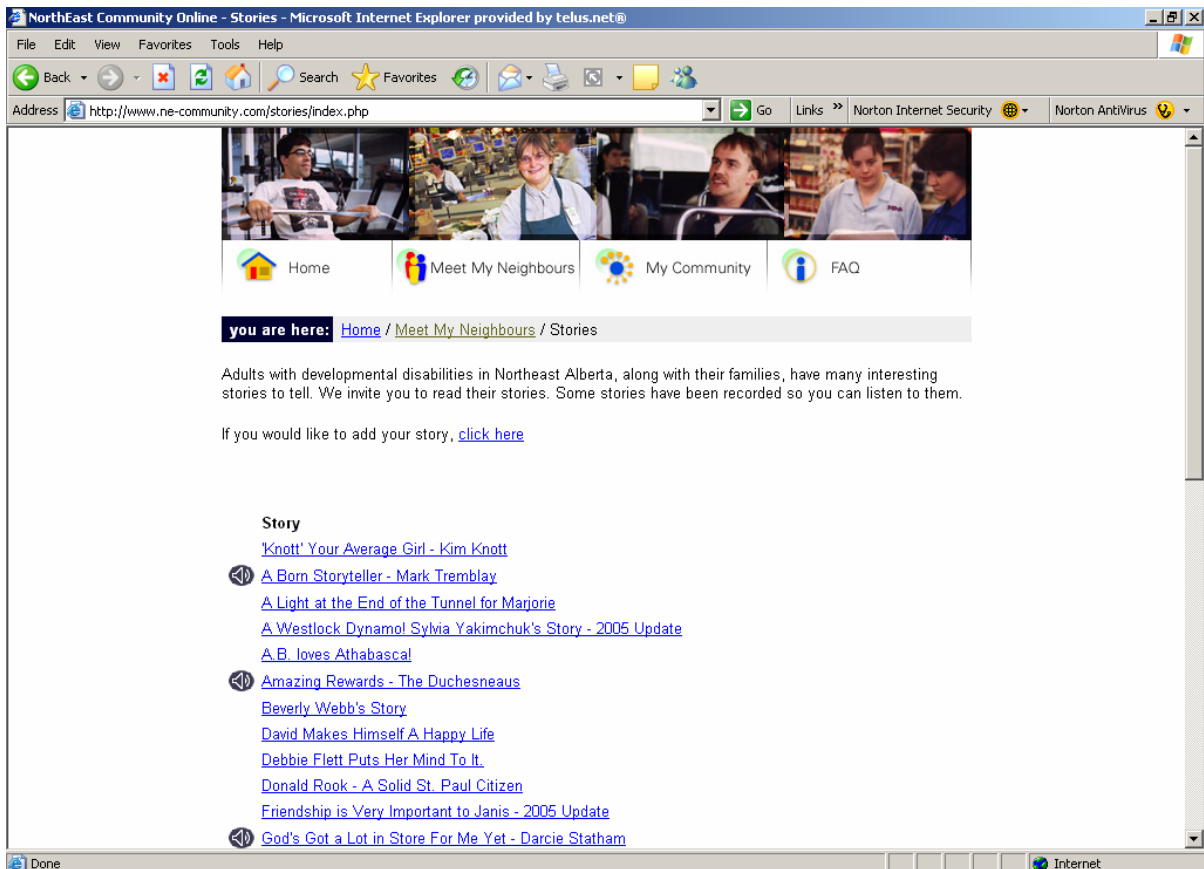 NorthEast Community Online - Stories - Microsoft Internet Explorer provided by telus.net®
File Edit View Favorites Tools Help
Back Search Favorites
Address http://www.ne-community.com/stories/index.php Go Links » Norton Internet Security Norton AntiVirus
Home Meet My Neighbours My Community FAQ
you are here: Home / Meet My Neighbours / Stories
Adults with developmental disabilities in Northeast Alberta, along with their families, have many interesting
stories to tell. We invite you to read their stories. Some stories have been recorded so you can listen to them.
If you would like to add your story, click here
Story
'Knott' Your Average Girl - Kim Knott
A Born Storyteller - Mark Tremblay
A Light at the End of the Tunnel for Marjorie
A Westlock Dynamo! Sylvia Yakimchuk's Story - 2005 Update
A.B. loves Athabasca!
Amazing Rewards - The Duchesneaus
Beverly Webb's Story
David Makes Himself A Happy Life
Debbie Flett Puts Her Mind To It.
Donald Rook - A Solid St. Paul Citizen
Friendship is Very Important to Janis - 2005 Update
God's Got a Lot in Store For Me Yet - Darcie Statham
Done Internet